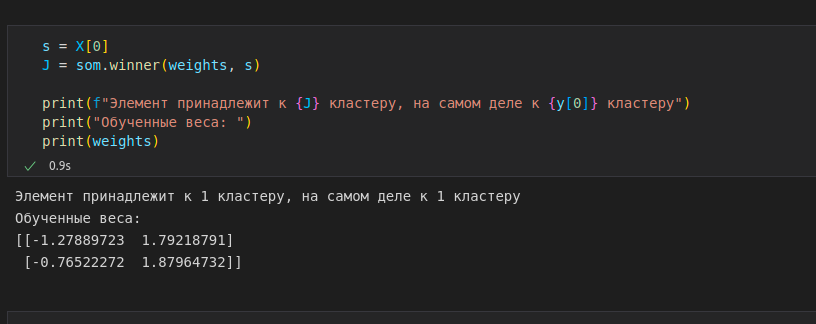 s = X[0]
J = som.winner(weights, s)
print(f"Элемент принадлежит к {J} кластеру, на самом деле к {y[0]} кластеру")
print("Обученные веса: ")
print(weights)
0.9s
Элемент принадлежит к 1 кластеру, на самом деле к 1 кластеру
Обученные веса:
[[-1.27889723  1.79218791]
 [-0.76522272  1.87964732]]